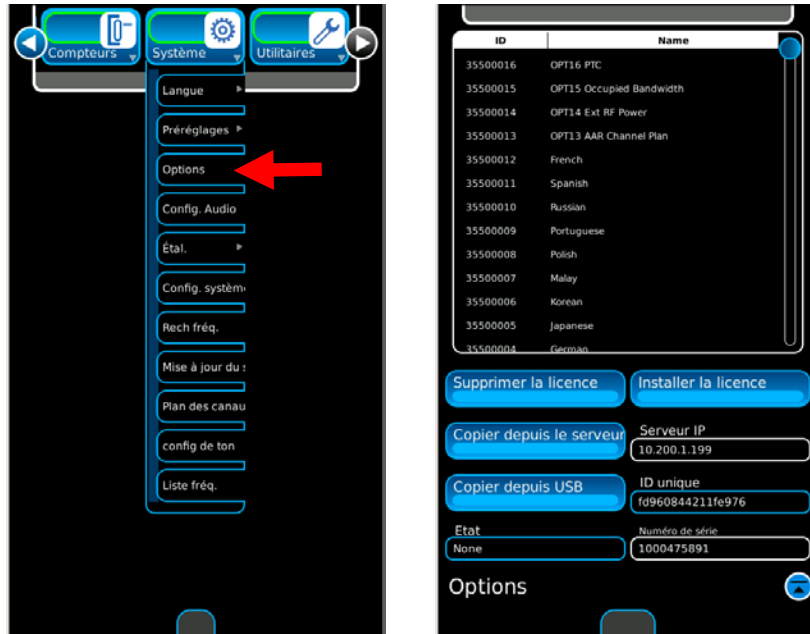 Compteurs
Système
Utilitaires
Langue
Préréglages
Options
Config. Audio
Étal.
Config. systèm
Rech fréq.
Mise à jour du
Plan des canau
config de ton
Liste fréq.
ID Name
35500016 OPT16 PTC
35500015 OPT15 Occupied Bandwidth
35500014 OPT14 Ext RF Power
35500013 OPT13 AAR Channel Plan
35500012 French
35500011 Spanish
35500010 Russian
35500009 Portuguese
35500008 Polish
35500007 Malay
35500006 Korean
35500005 Japanese
35500004 German
Supprimer la licence Installer la licence
Copier depuis le serveur Serveur IP
10.200.1.199
Copier depuis USB ID unique
fd960844211fe976
Etat Numéro de série
None 1000475891
Options